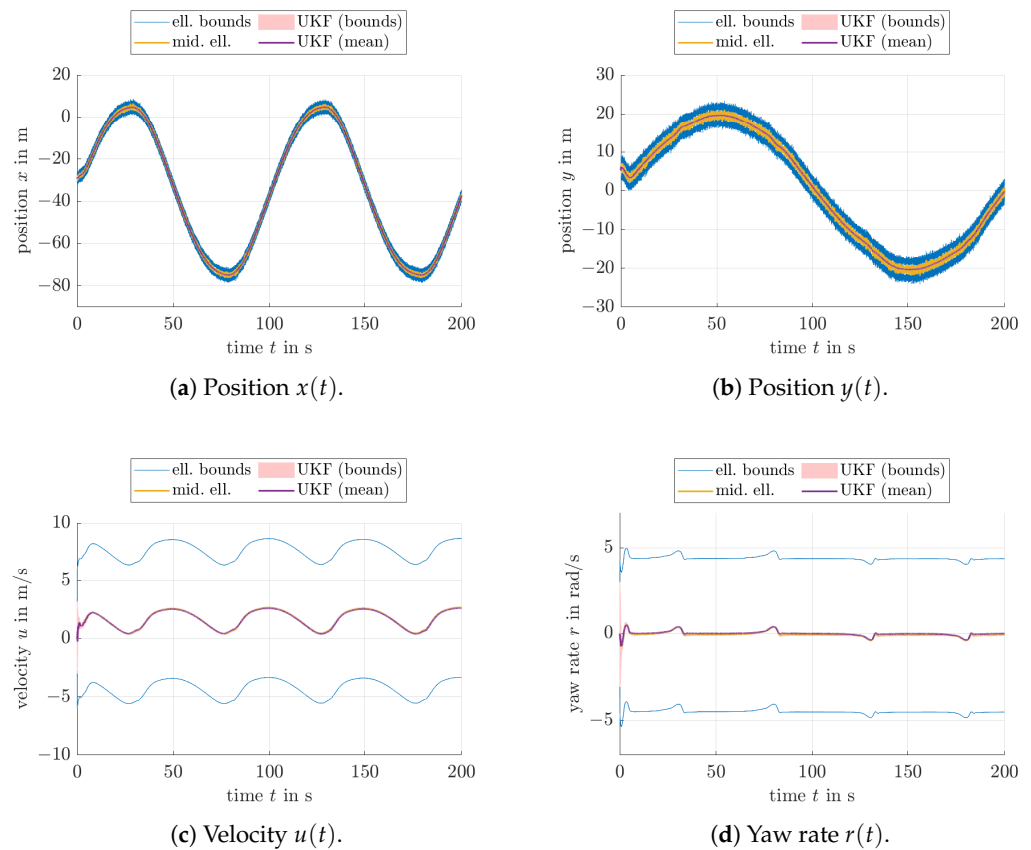 ell. bounds UKF (bounds)
mid. ell. UKF (mean)
20
0
−20
−40
−60
−80
position x in m
0 50 100 150 200
time t in s
(a) Position x(t).
ell. bounds UKF (bounds)
mid. ell. UKF (mean)
30
20
10
0
−10
−20
−30
position y in m
0 50 100 150 200
time t in s
(b) Position y(t).
ell. bounds UKF (bounds)
mid. ell. UKF (mean)
10
5
0
−5
−10
velocity u in m/s
0 50 100 150 200
time t in s
(c) Velocity u(t).
ell. bounds UKF (bounds)
mid. ell. UKF (mean)
5
0
−5
yaw rate r in rad/s
0 50 100 150 200
time t in s
(d) Yaw rate r(t).